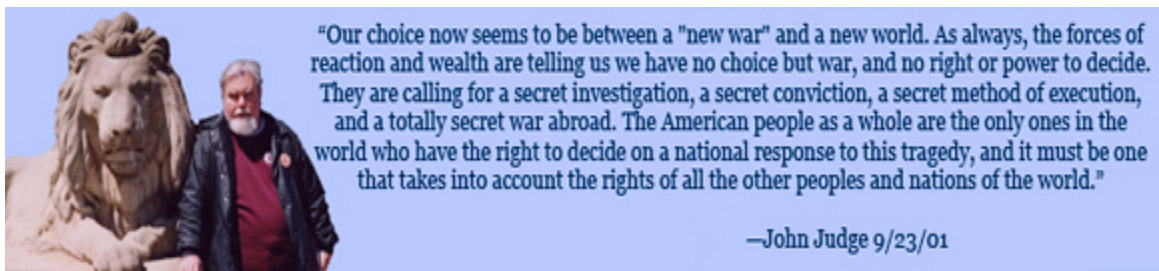 “Our choice now seems to be between a "new war" and a new world. As always, the forces of
reaction and wealth are telling us we have no choice but war, and no right or power to decide.
They are calling for a secret investigation, a secret conviction, a secret method of execution,
and a totally secret war abroad. The American people as a whole are the only ones in the
world who have the right to decide on a national response to this tragedy, and it must be one
that takes into account the rights of all the other peoples and nations of the world.”
—John Judge 9/23/01